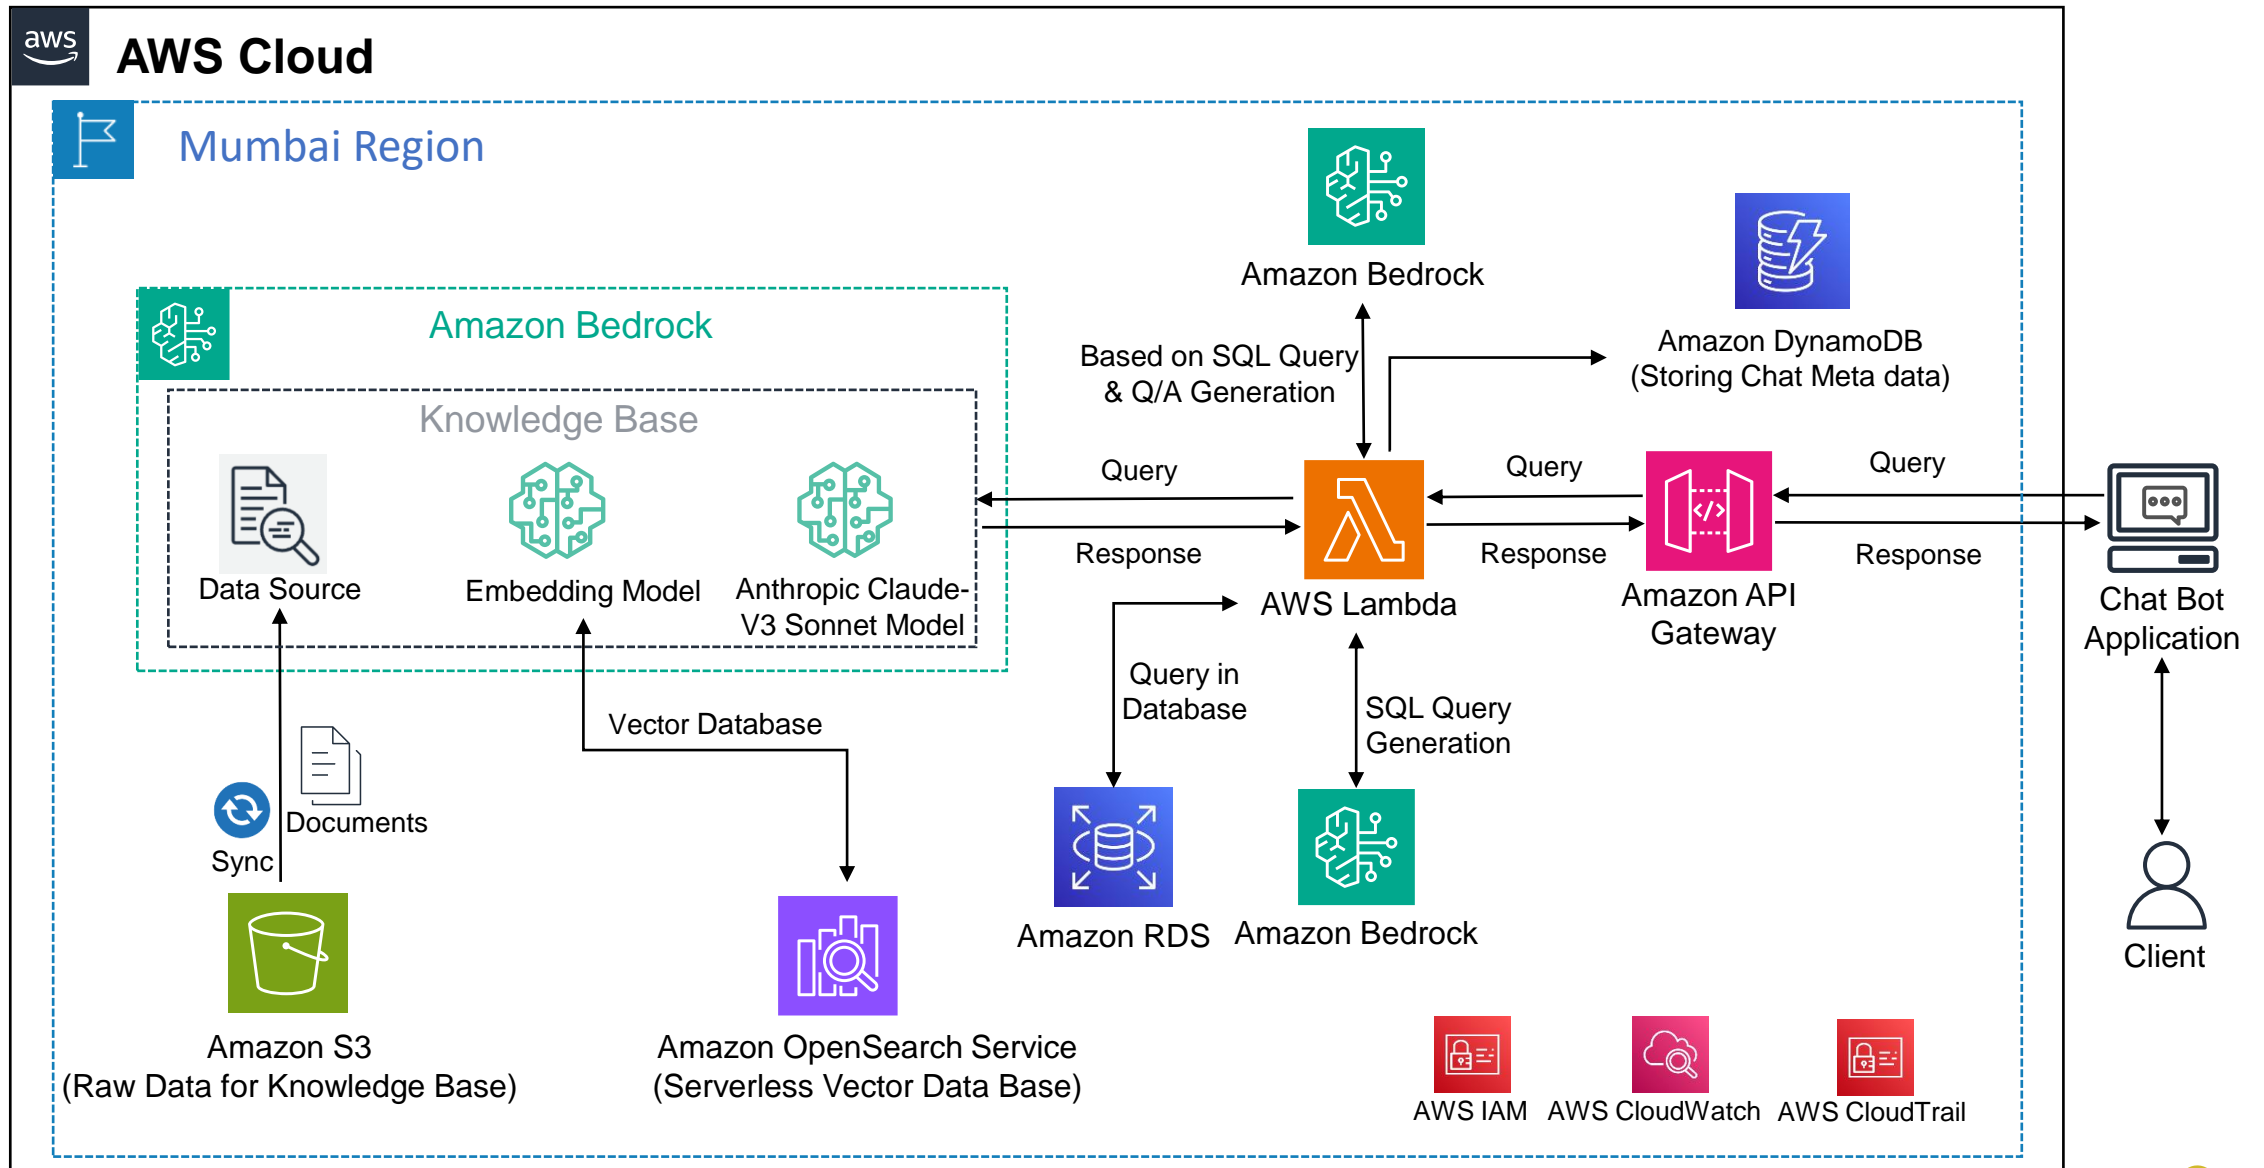 aws
AWS Cloud
Mumbai Region
Amazon Bedrock
Amazon DynamoDB
(Storing Chat Meta data)
Based on SQL Query
& Q/A Generation
Amazon Bedrock
Knowledge Base
Data Source
Embedding Model
Anthropic Claude-
V3 Sonnet Model
Query
Response
AWS Lambda
Query
Response
</>
Amazon API
Gateway
Query
Response
Chat Bot
Application
Query in
Database
SQL Query
Generation
Vector Database
Documents
Sync
Amazon RDS
Amazon Bedrock
Client
Amazon S3
(Raw Data for Knowledge Base)
Amazon OpenSearch Service
(Serverless Vector Data Base)
AWS IAM
AWS CloudWatch
AWS CloudTrail